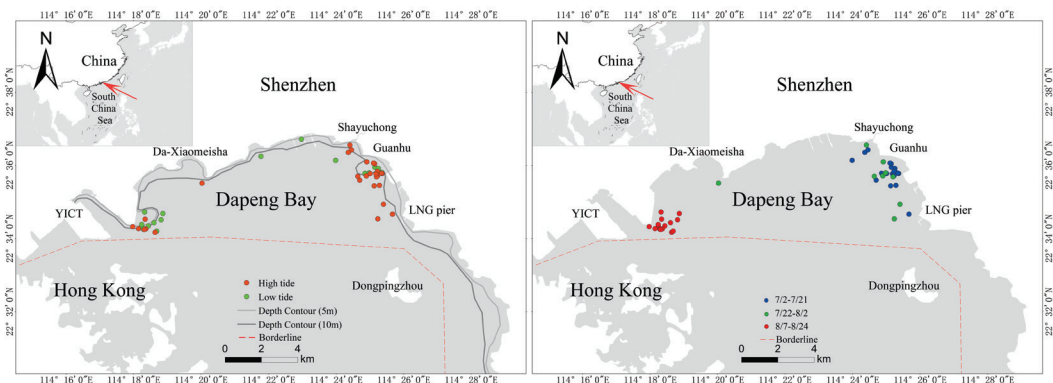 114° 16' 0"E 114° 18' 0"E 114° 20' 0"E 114° 22' 0"E 114° 24' 0"E 114° 26' 0"E 114° 28' 0"E
N
China
South
China
Sea
Shenzhen
Shayuchong
Guanhu
Da-Xiaomeisha
Dapeng Bay
YICT
LNG pier
Hong Kong
Dongpingzhou
High tide
Low tide
Depth Contour (5m)
Depth Contour (10m)
Borderline
0 2 4
km
22° 38' 0"N
22° 36' 0"N
22° 34' 0"N
22° 32' 0"N
114° 16' 0"E 114° 18' 0"E 114° 20' 0"E 114° 22' 0"E 114° 24' 0"E 114° 26' 0"E 114° 28' 0"E
114° 16' 0"E 114° 18' 0"E 114° 20' 0"E 114° 22' 0"E 114° 24' 0"E 114° 26' 0"E 114° 28' 0"E
N
China
South
China
Sea
Shenzhen
Shayuchong
Guanhu
Da-Xiaomeisha
Dapeng Bay
YICT
LNG pier
Hong Kong
Dongpingzhou
7/2-7/21
7/22-8/2
8/7-8/24
Borderline
0 2 4
km
22° 38' 0"N
22° 36' 0"N
22° 34' 0"N
22° 32' 0"N
114° 16' 0"E 114° 18' 0"E 114° 20' 0"E 114° 22' 0"E 114° 24' 0"E 114° 26' 0"E 114° 28' 0"E